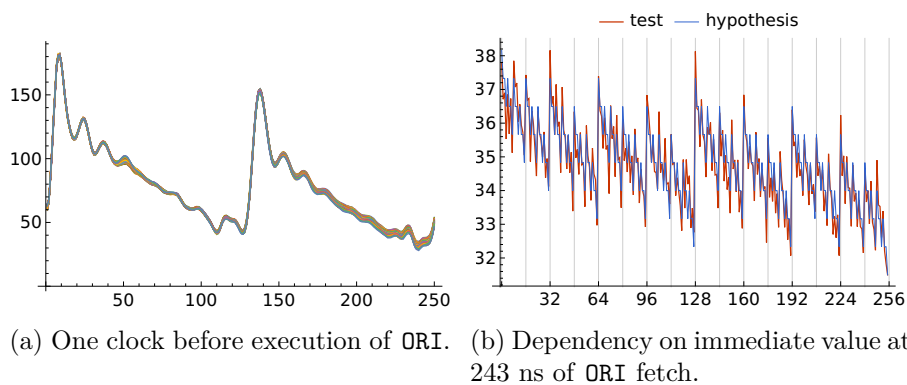 test hypothesis
38
37
36
35
34
33
32
32 64 96 128 160 192 224 256
150
100
50
50 100 150 200 250
(a) One clock before execution of ORI.
(b) Dependency on immediate value at
243 ns of ORI fetch.